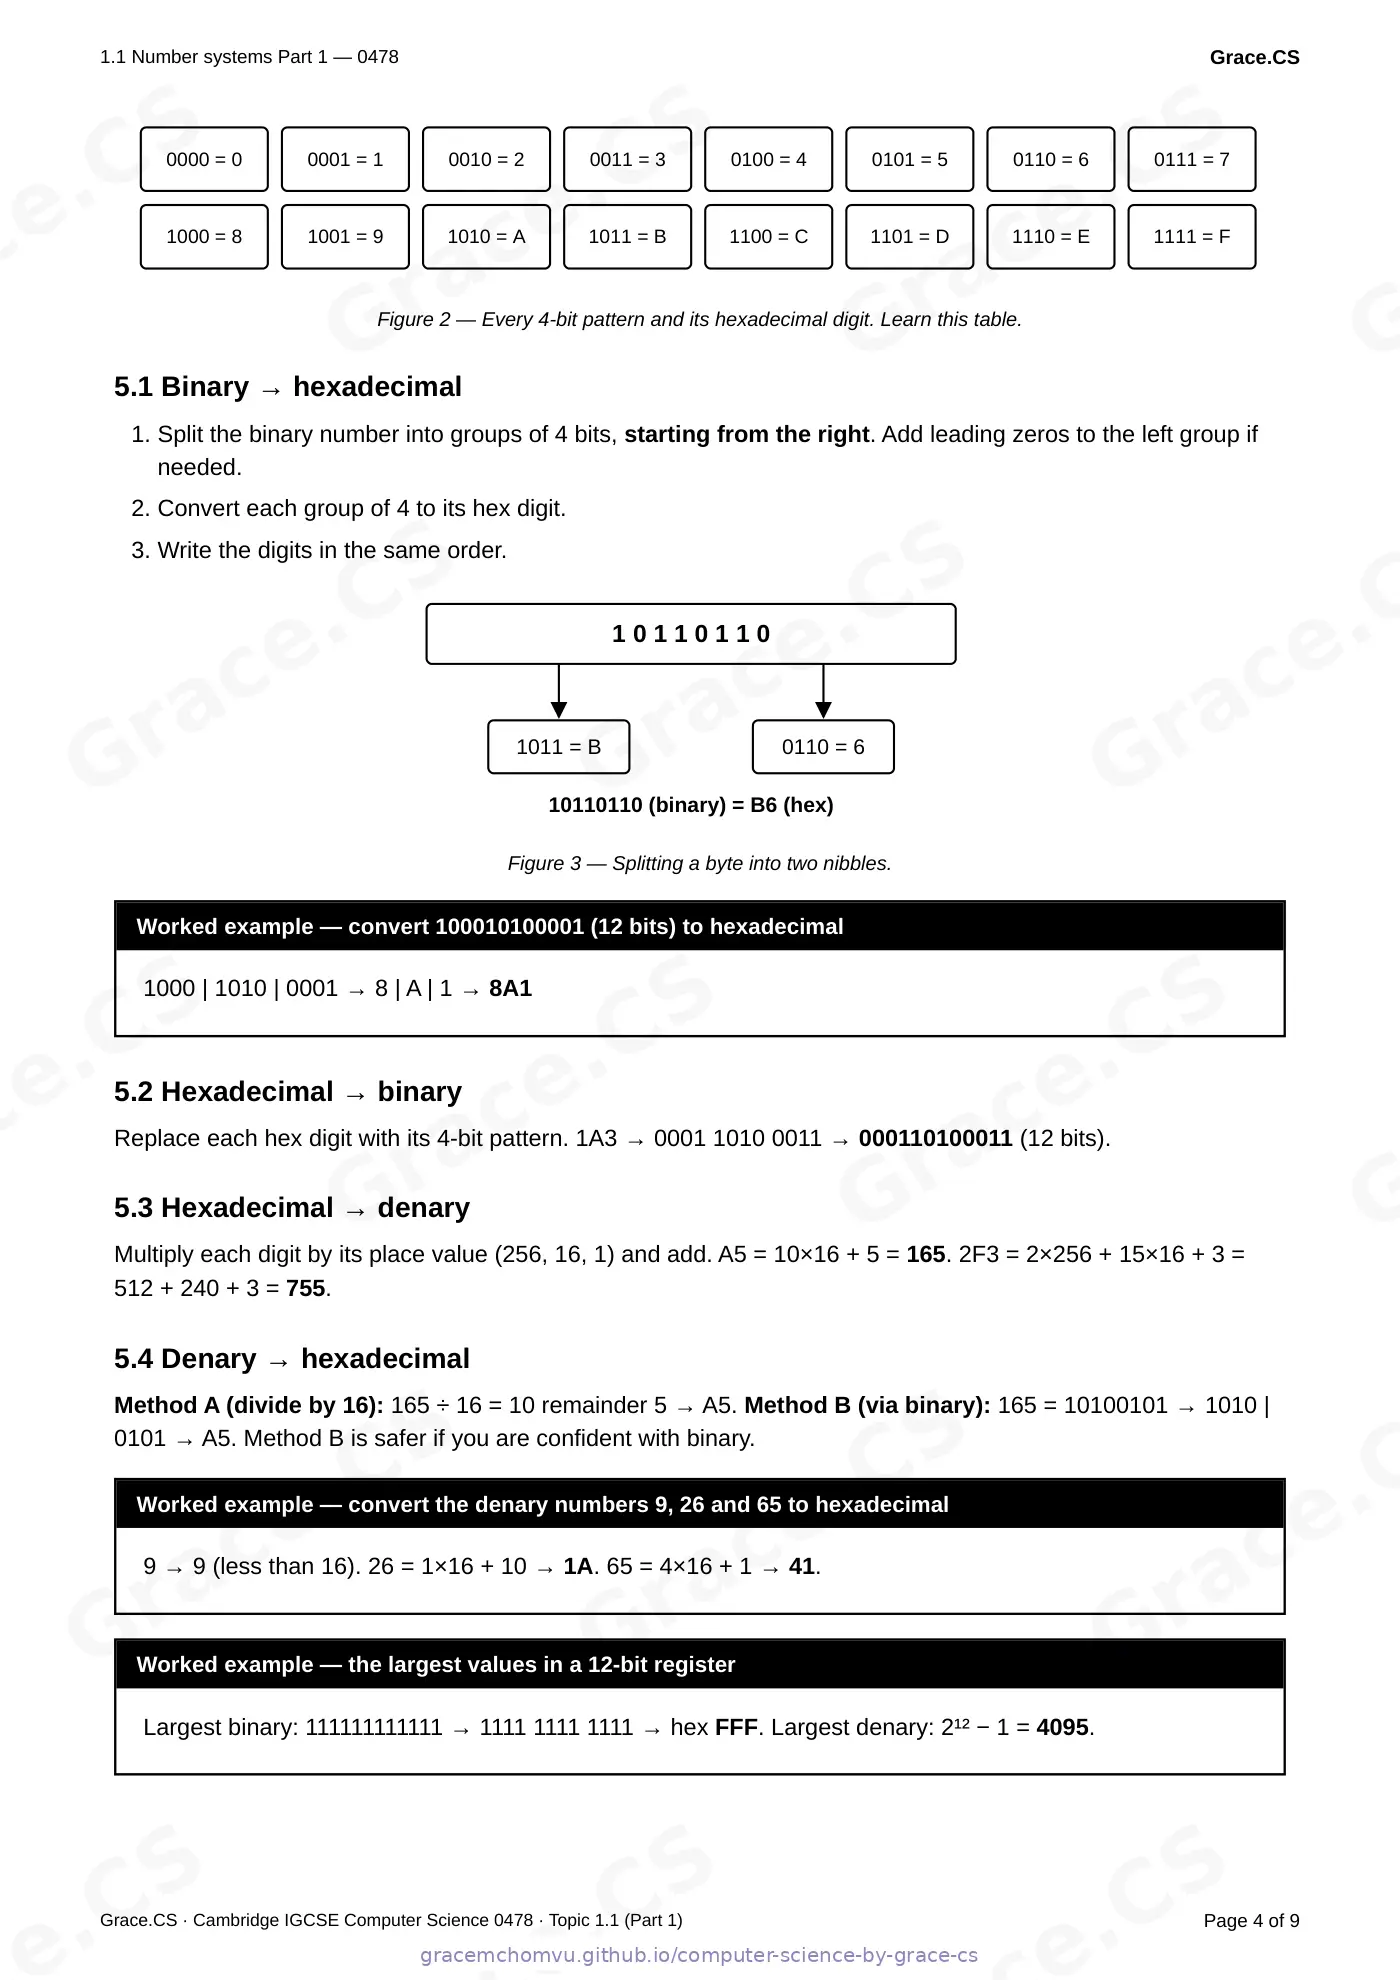 1.1 Number systems Part 1 — 0478
Grace.CS
0000 = 0
0001 = 1
0010 = 2
0011 = 3
0100 = 4
0101 = 5
0110 = 6
0111 = 7
1000 = 8
1001 = 9
1010 = A
1011 = B
1100 = C
1101 = D
1110 = E
1111 = F
Figure 2 — Every 4-bit pattern and its hexadecimal digit. Learn this table.
5.1 Binary → hexadecimal
1. Split the binary number into groups of 4 bits, starting from the right. Add leading zeros to the left group if
needed.
2. Convert each group of 4 to its hex digit.
3. Write the digits in the same order.
1 0 1 1 0 1 1 0
1011 = B
0110 = 6
10110110 (binary) = B6 (hex)
Figure 3 — Splitting a byte into two nibbles.
Worked example — convert 100010100001 (12 bits) to hexadecimal
1000 | 1010 | 0001 → 8 | A | 1 → 8A1
5.2 Hexadecimal → binary
Replace each hex digit with its 4-bit pattern. 1A3 → 0001 1010 0011 → 000110100011 (12 bits).
5.3 Hexadecimal → denary
Multiply each digit by its place value (256, 16, 1) and add. A5 = 10×16 + 5 = 165. 2F3 = 2×256 + 15×16 + 3 =
512 + 240 + 3 = 755.
5.4 Denary → hexadecimal
Method A (divide by 16): 165 ÷ 16 = 10 remainder 5 → A5. Method B (via binary): 165 = 10100101 → 1010 |
0101 → A5. Method B is safer if you are confident with binary.
Worked example — convert the denary numbers 9, 26 and 65 to hexadecimal
9 → 9 (less than 16). 26 = 1×16 + 10 → 1A. 65 = 4×16 + 1 → 41.
Worked example — the largest values in a 12-bit register
Largest binary: 111111111111 → 1111 1111 1111 → hex FFF. Largest denary: 2¹² − 1 = 4095.
Grace.CS · Cambridge IGCSE Computer Science 0478 · Topic 1.1 (Part 1)
Page 4 of 9
gracemchomvu.github.io/computer-science-by-grace-cs